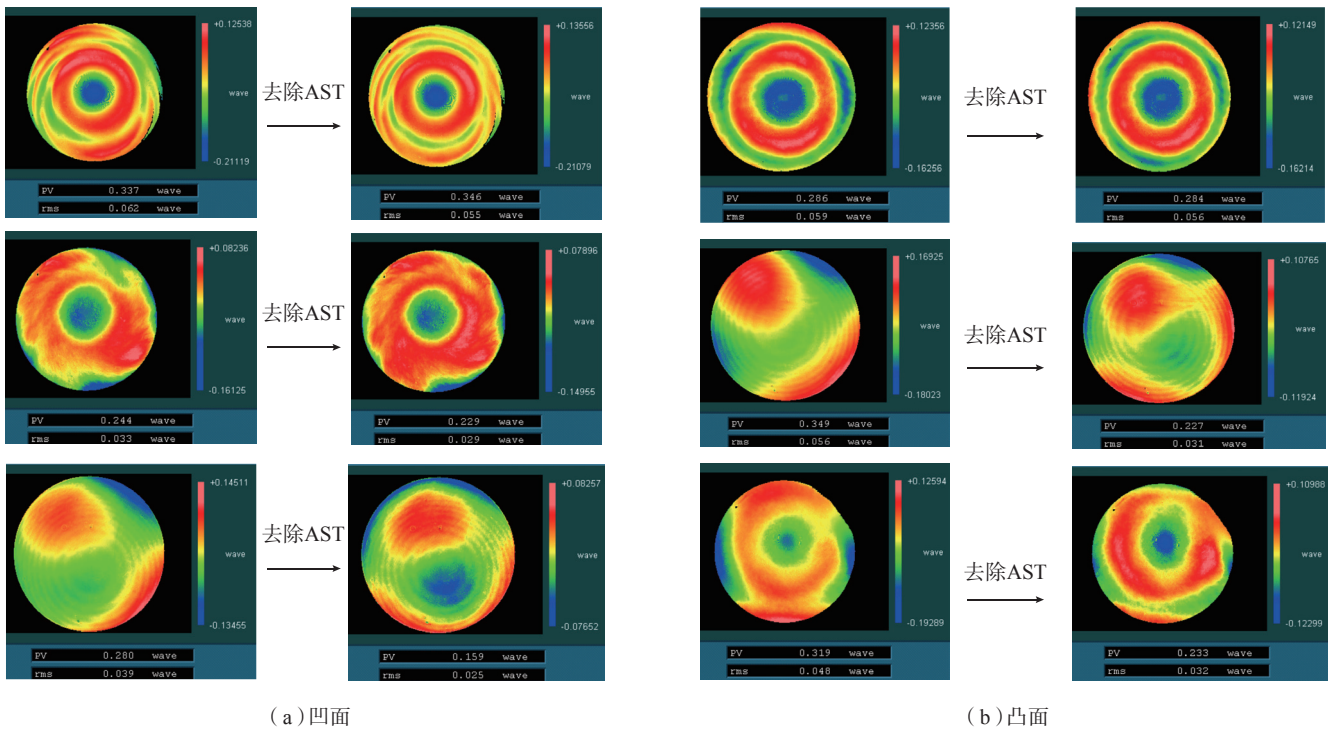 +0.12538
wave
-0.21119
PV 0.337 wave
rms 0.062 wave
去除AST
+0.13556
wave
-0.21079
PV 0.346 wave
rms 0.055 wave
+0.08236
wave
-0.16125
PV 0.244 wave
rms 0.033 wave
去除AST
+0.07896
wave
-0.14955
PV 0.229 wave
rms 0.029 wave
+0.14511
wave
-0.13455
PV 0.280 wave
rms 0.039 wave
去除AST
+0.08257
wave
-0.07652
PV 0.159 wave
rms 0.025 wave
(a)凹面
+0.12356
wave
-0.16256
PV 0.286 wave
rms 0.059 wave
去除AST
+0.12149
wave
-0.16214
PV 0.284 wave
rms 0.056 wave
+0.16925
wave
-0.18023
PV 0.349 wave
rms 0.056 wave
去除AST
+0.10765
wave
-0.11924
PV 0.227 wave
rms 0.031 wave
+0.12594
wave
-0.19289
PV 0.319 wave
rms 0.048 wave
去除AST
+0.10988
wave
-0.12299
PV 0.233 wave
rms 0.032 wave
(b)凸面